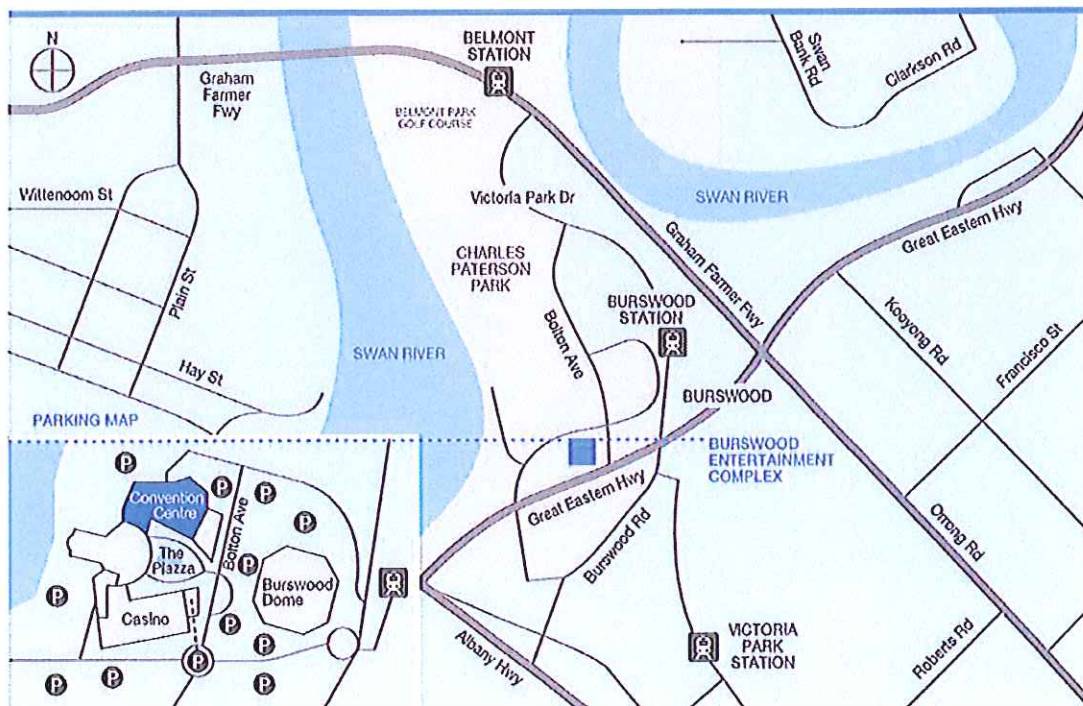 N
BELMONT
STATION
Graham
Farmer
Fwy
BELMONT PARK
GOLF COURSE
Swan
Bank Rd
Clarkson Rd
Wittenoom St
Victoria Park Dr
SWAN RIVER
Great Eastern Hwy
Graham Farmer Fwy
CHARLES
PATERSON
PARK
Plain St
BURSWOOD
STATION
Bolton Ave
Kooyong Rd
Francisco St
SWAN RIVER
Hay St
BURSWOOD
PARKING MAP
BURSWOOD
ENTERTAINMENT
COMPLEX
Great Eastern Hwy
Burswood Rd
Orrong Rd
Albany Hwy
VICTORIA
PARK
STATION
Roberts Rd
P
P
P
P
Convention
Centre
Bolton Ave
The
Plazza
P
Burswood
Dome
P
Casino
P
P
P
P
P
P
P